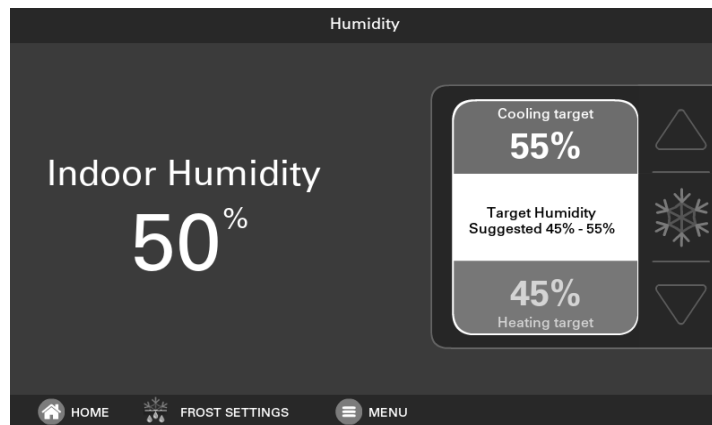 Humidity
Indoor Humidity
50%
Cooling target
55%
Target Humidity
Suggested 45% - 55%
45%
Heating target
HOME
FROST SETTINGS
MENU